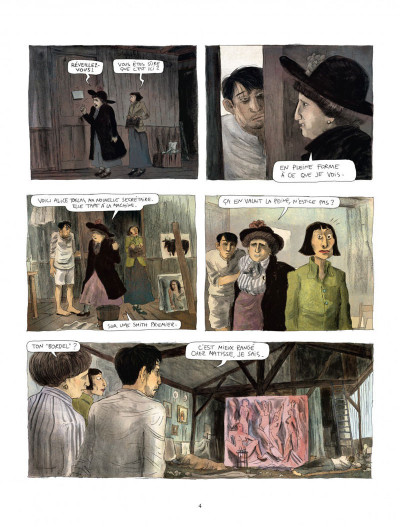 RÉVEILLEZ-
VOUS !
VOUS ÊTES SÛRE
QUE C'EST ICI ?
EN PLEINE FORME
À CE QUE JE VOIS.
VOICI ALICE TOKLAS, MA NOUVELLE SECRÉTAIRE.
ELLE TAPE À LA MACHINE.
SUR UNE SMITH PREMIER.
ÇA EN VALAIT LA PEINE, N'EST-CE PAS ?
TON "BORDEL" ?
C'EST MIEUX RANGÉ
CHEZ MATISSE, JE SAIS.
4